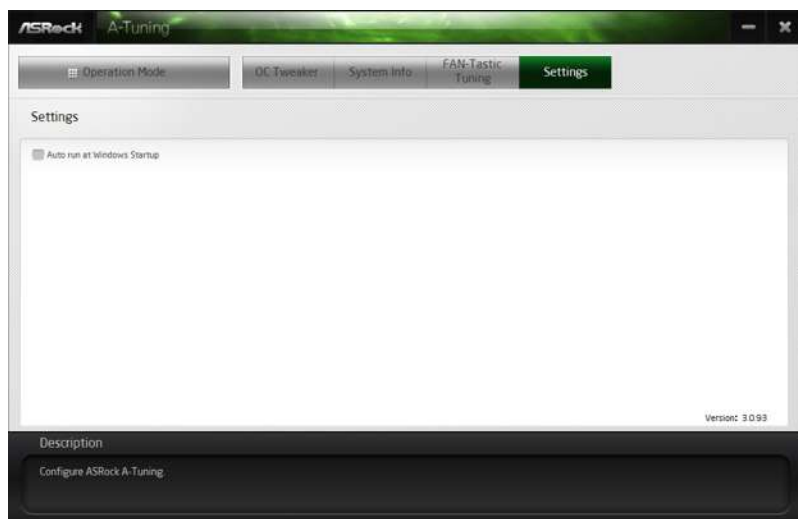 ASRock A-Tuning
Operation Mode OC Tweaker System Info FAN-Tastic Tuning Settings
Settings
Auto run at Windows Startup
Version: 3.0.93
Description
Configure ASRock A-Tuning.